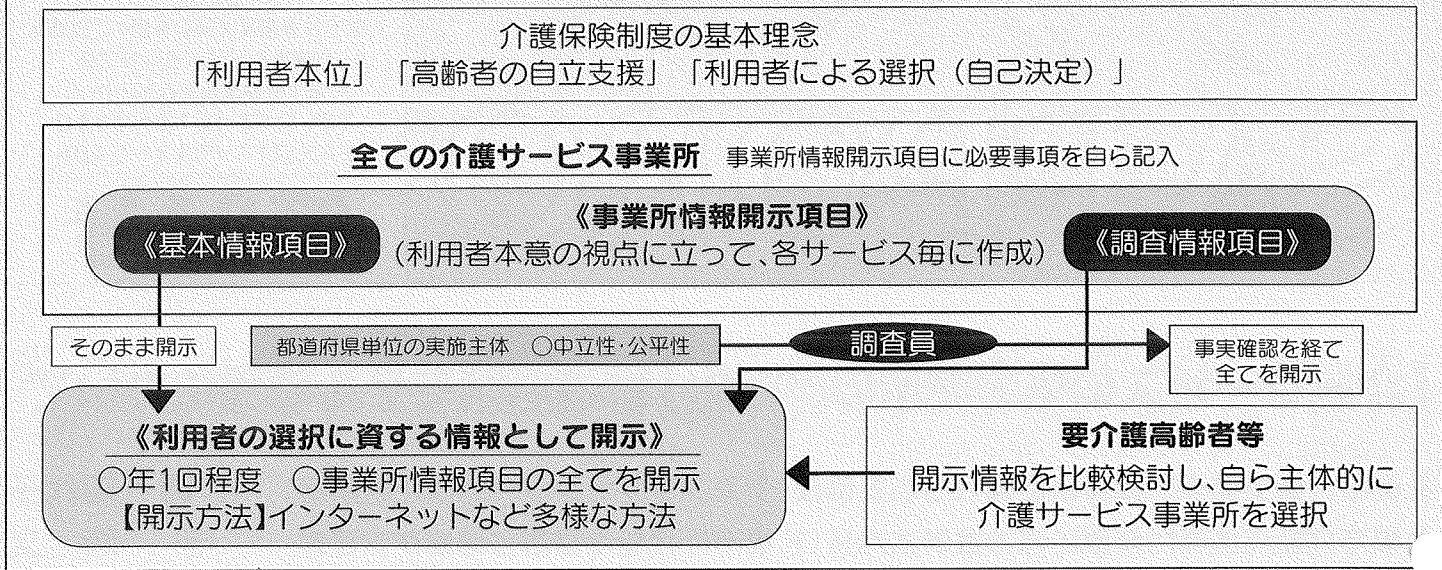 介護保険制度の基本理念
「利用者本位」「高齢者の自立支援」「利用者による選択（自己決定）」
全ての介護サービス事業所 事業所情報開示項目に必要事項を自ら記入
《事業所情報開示項目》
《基本情報項目》
（利用者本意の視点に立って、各サービス毎に作成）
《調査情報項目》
そのまま開示
都道府県単位の実施主体 ○中立性・公平性
調査員
事実確認を経て
全てを開示
《利用者の選択に資する情報として開示》
○年1回程度 ○事業所情報項目の全てを開示
【開示方法】インターネットなど多様な方法
要介護高齢者等
開示情報を比較検討し、自ら主体的に
介護サービス事業所を選択